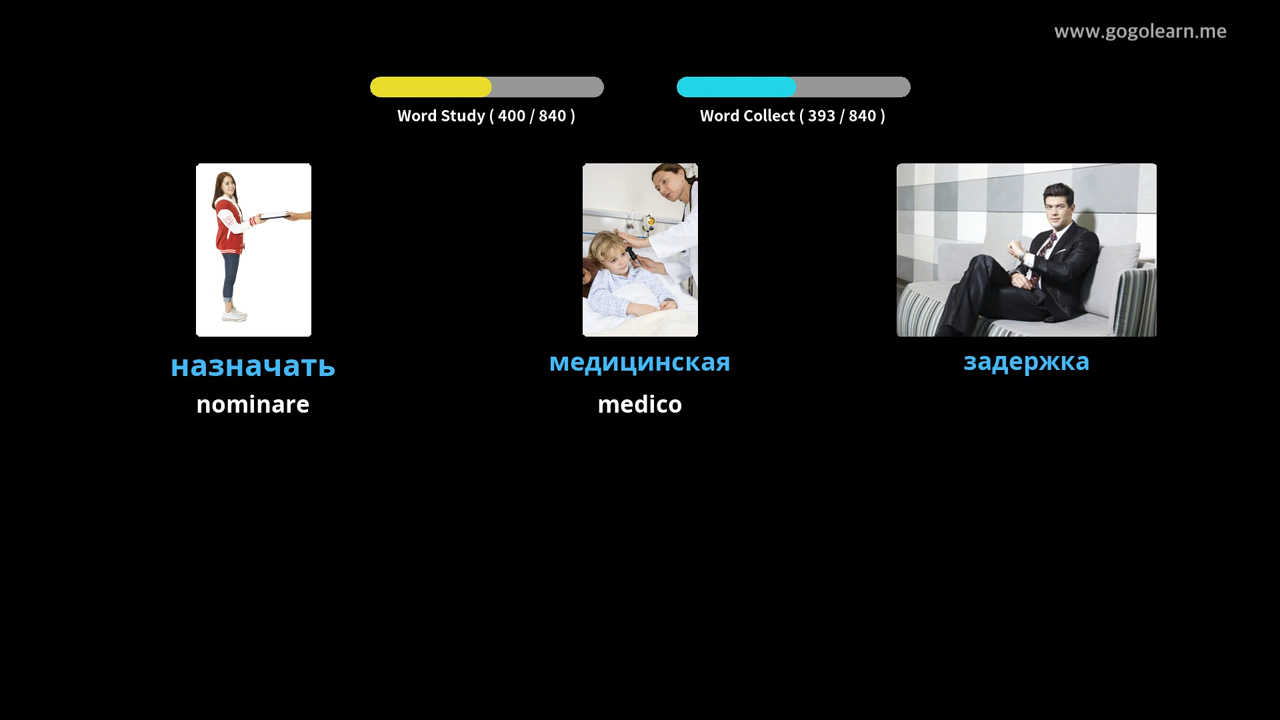 www.gogolearn.me
Word Study ( 400 / 840 )
Word Collect ( 393 / 840 )
назначать
медицинская
задержка
nominare
medico